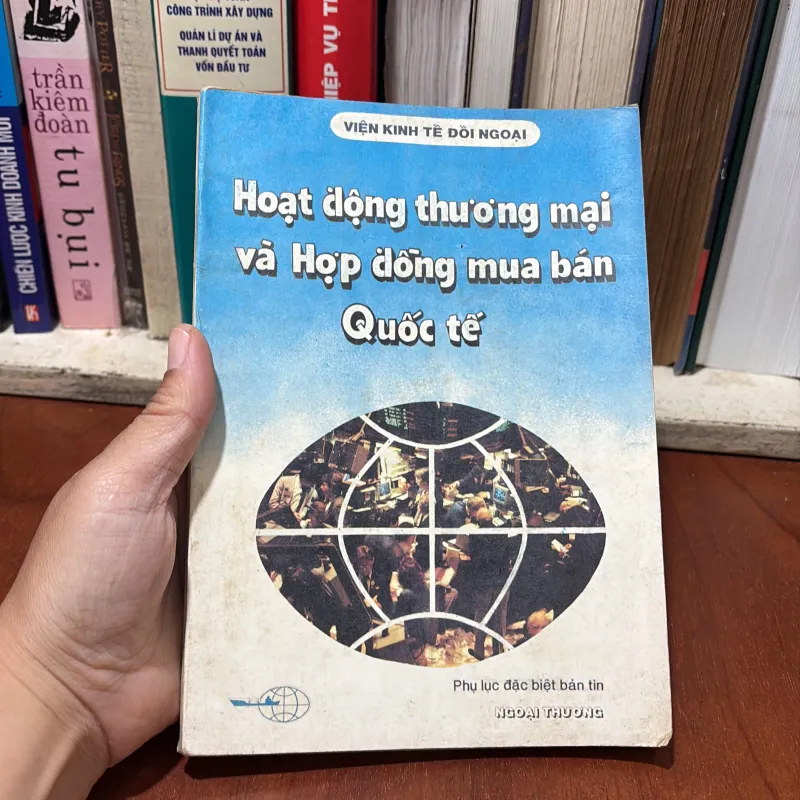 CÔNG TRÌNH XÂY DỰNG
QUẢN LÍ DỰ ÁN VÀ
THANH QUYẾT TOÁN
VỐN ĐẦU TƯ
trần
kiêm
đoàn
tu bụi
CHIẾN LƯỢC KINH DOANH MỚI
VIỆN KINH TẾ ĐỐI NGOẠI
Hoạt động thương mại
và Hợp đồng mua bán
Quốc tế
Phụ lục đặc biệt bản tin
NGOẠI THƯƠNG